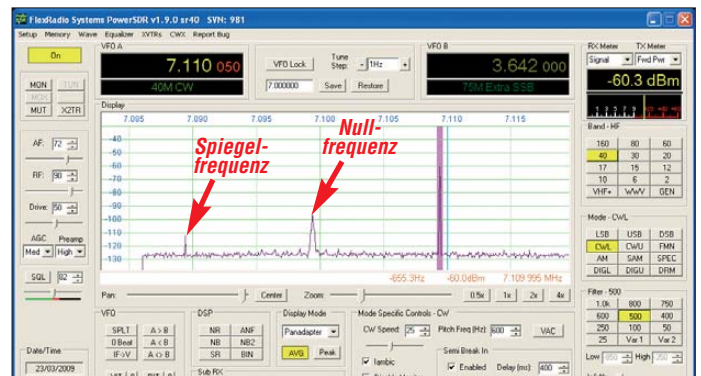 FlexRadio Systems PowerSDR v1.9.0 sr40 SVN: 981
Setup Memory Wave Equalizer XVTRs CWX Report Bug
On
MON TUN
MUT X2TR
AF: 72
RF: 90
Drive: 50
AGC Preamp
Med High
SQL 82
Date/Time
23/03/2009
VFO A
7.110 050
40M CW
VFO Lock
Tune Step: - 1Hz +
7.000000 Save Restore
VFO B
3.642 000
75M Extra SSB
RX Meter TX Meter
Signal Fwd Pwr
-60.3 dBm
1 3 5 7 9
Display
7.085 7.090 7.095 7.100 7.105 7.110 7.115
-40
-50
-60
-70
-80
-90
-100
-110
-120
-130
Spiegel-
frequenz
Null-
frequenz
-655.3Hz -60.0dBm 7.109 995 MHz
Pan: Center Zoom: 0.5x 1x 2x 4x
Band - HF
160 80 60
40 30 20
17 15 12
10 6 2
VHF+ WWV GEN
Mode - CWL
LSB USB DSB
CWL CWU FMN
AM SAM SPEC
DIGL DIGU DRM
Filter - 500
1.0k 800 750
600 500 400
250 100 50
25 Var 1 Var 2
Low High
VFO
SPLT A > B
0 Beat A < B
IF->V A <> B
DSP
NR ANF
NB NB2
SR BIN
Display Mode
Panadapter
AVG Peak
Mode Specific Controls - CW
CW Speed: 25 Pitch Freq (Hz): 600 VAC
Iambic
Semi Break In
Enabled Delay (ms): 400
Sub RX